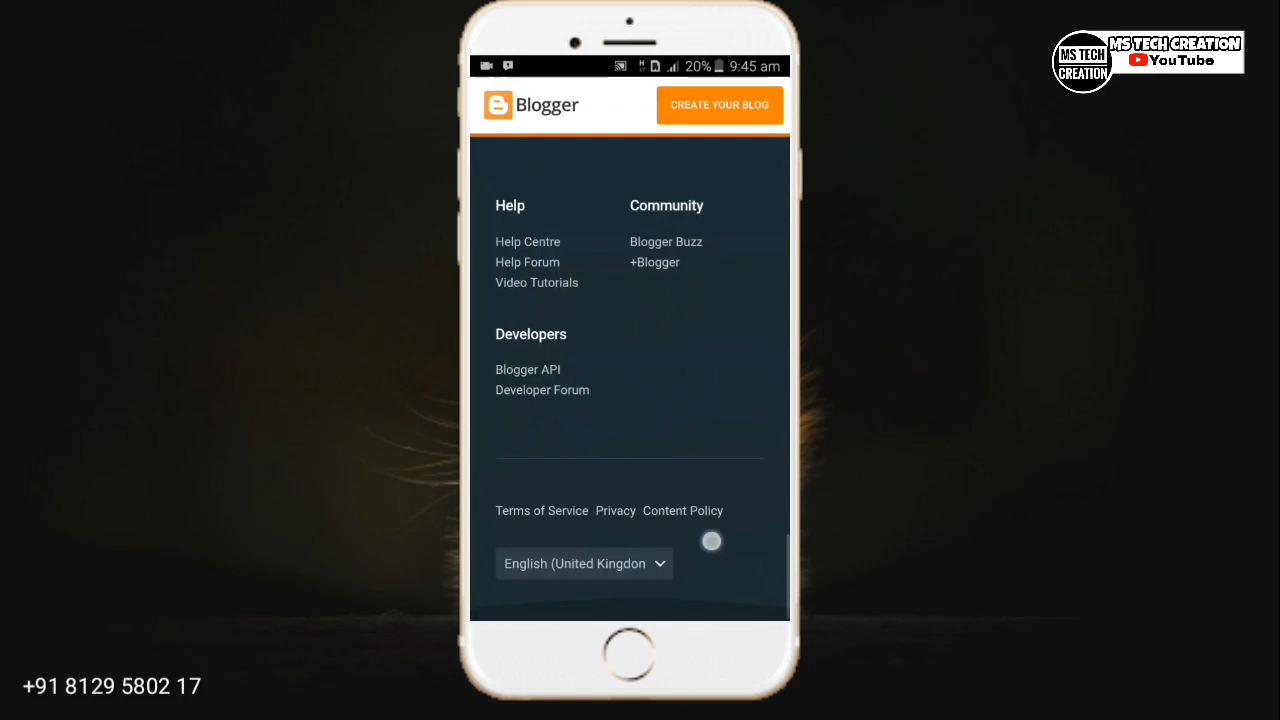 MS TECH CREATION
YouTube
MS TECH
CREATION
20% 9:45 am
Blogger
CREATE YOUR BLOG
Help
Help Centre
Help Forum
Video Tutorials
Community
Blogger Buzz
+Blogger
Developers
Blogger API
Developer Forum
Terms of Service Privacy Content Policy
English (United Kingdon
+91 8129 5802 17